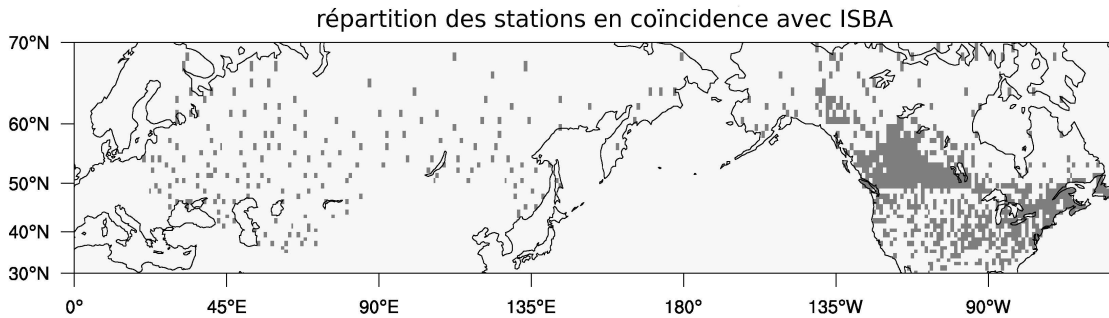 répartition des stations en coïncidence avec ISBA
70°N
60°N
50°N
40°N
30°N
0° 45°E 90°E 135°E 180° 135°W 90°W